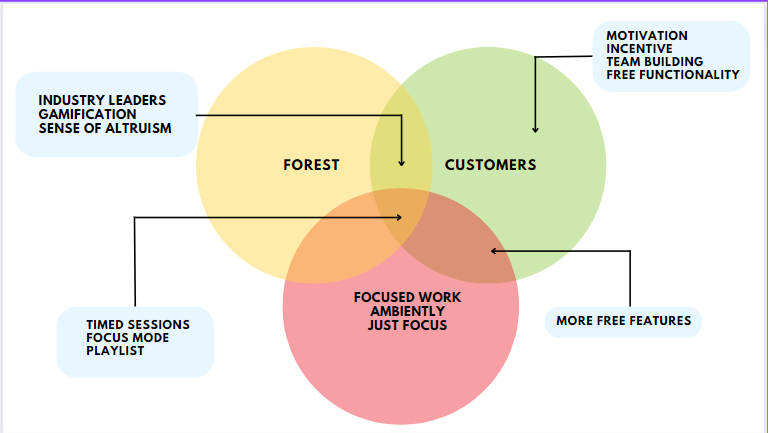 MOTIVATION
INCENTIVE
TEAM BUILDING
FREE FUNCTIONALITY
INDUSTRY LEADERS
GAMIFICATION
SENSE OF ALTRUISM
FOREST
CUSTOMERS
FOCUSED WORK
AMBIENTLY
JUST FOCUS
TIMED SESSIONS
FOCUS MODE
PLAYLIST
MORE FREE FEATURES